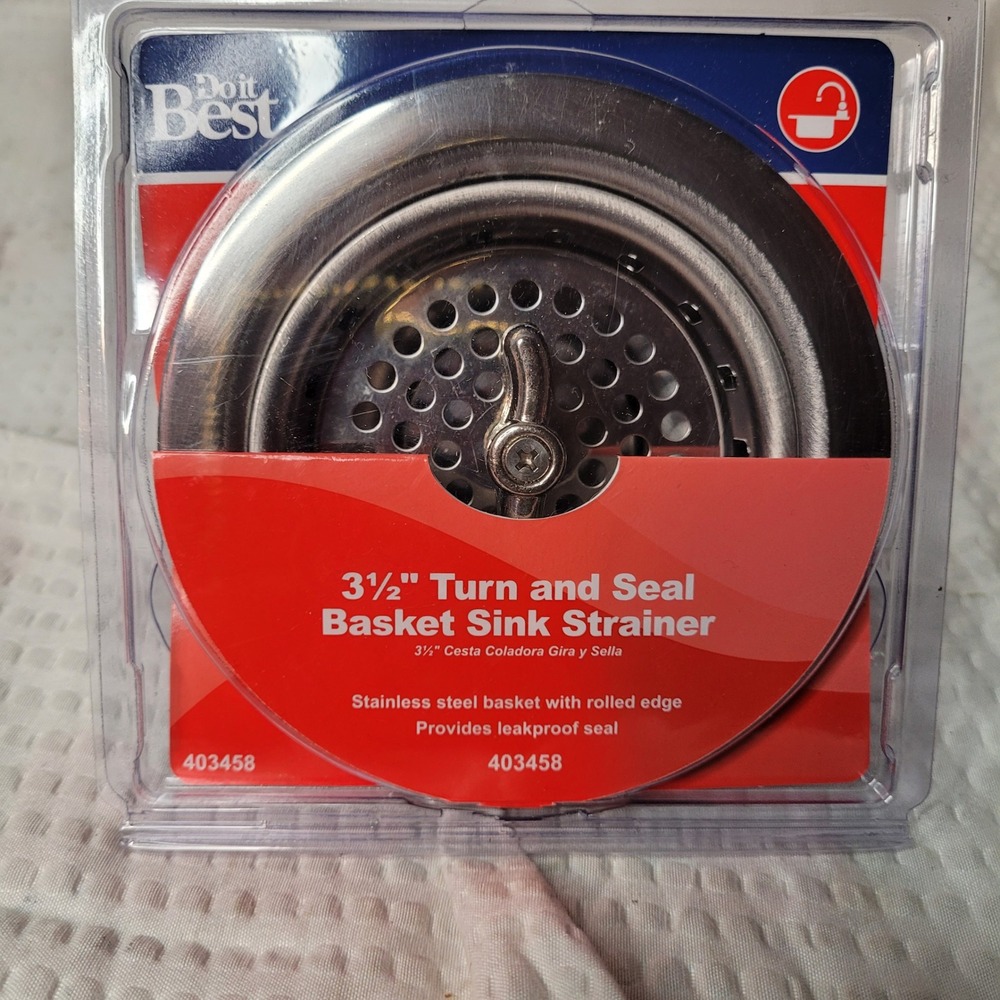 Do it
Best
3½" Turn and Seal
Basket Sink Strainer
3½" Cesta Coladora Gira y Sella
Stainless steel basket with rolled edge
Provides leakproof seal
403458 403458